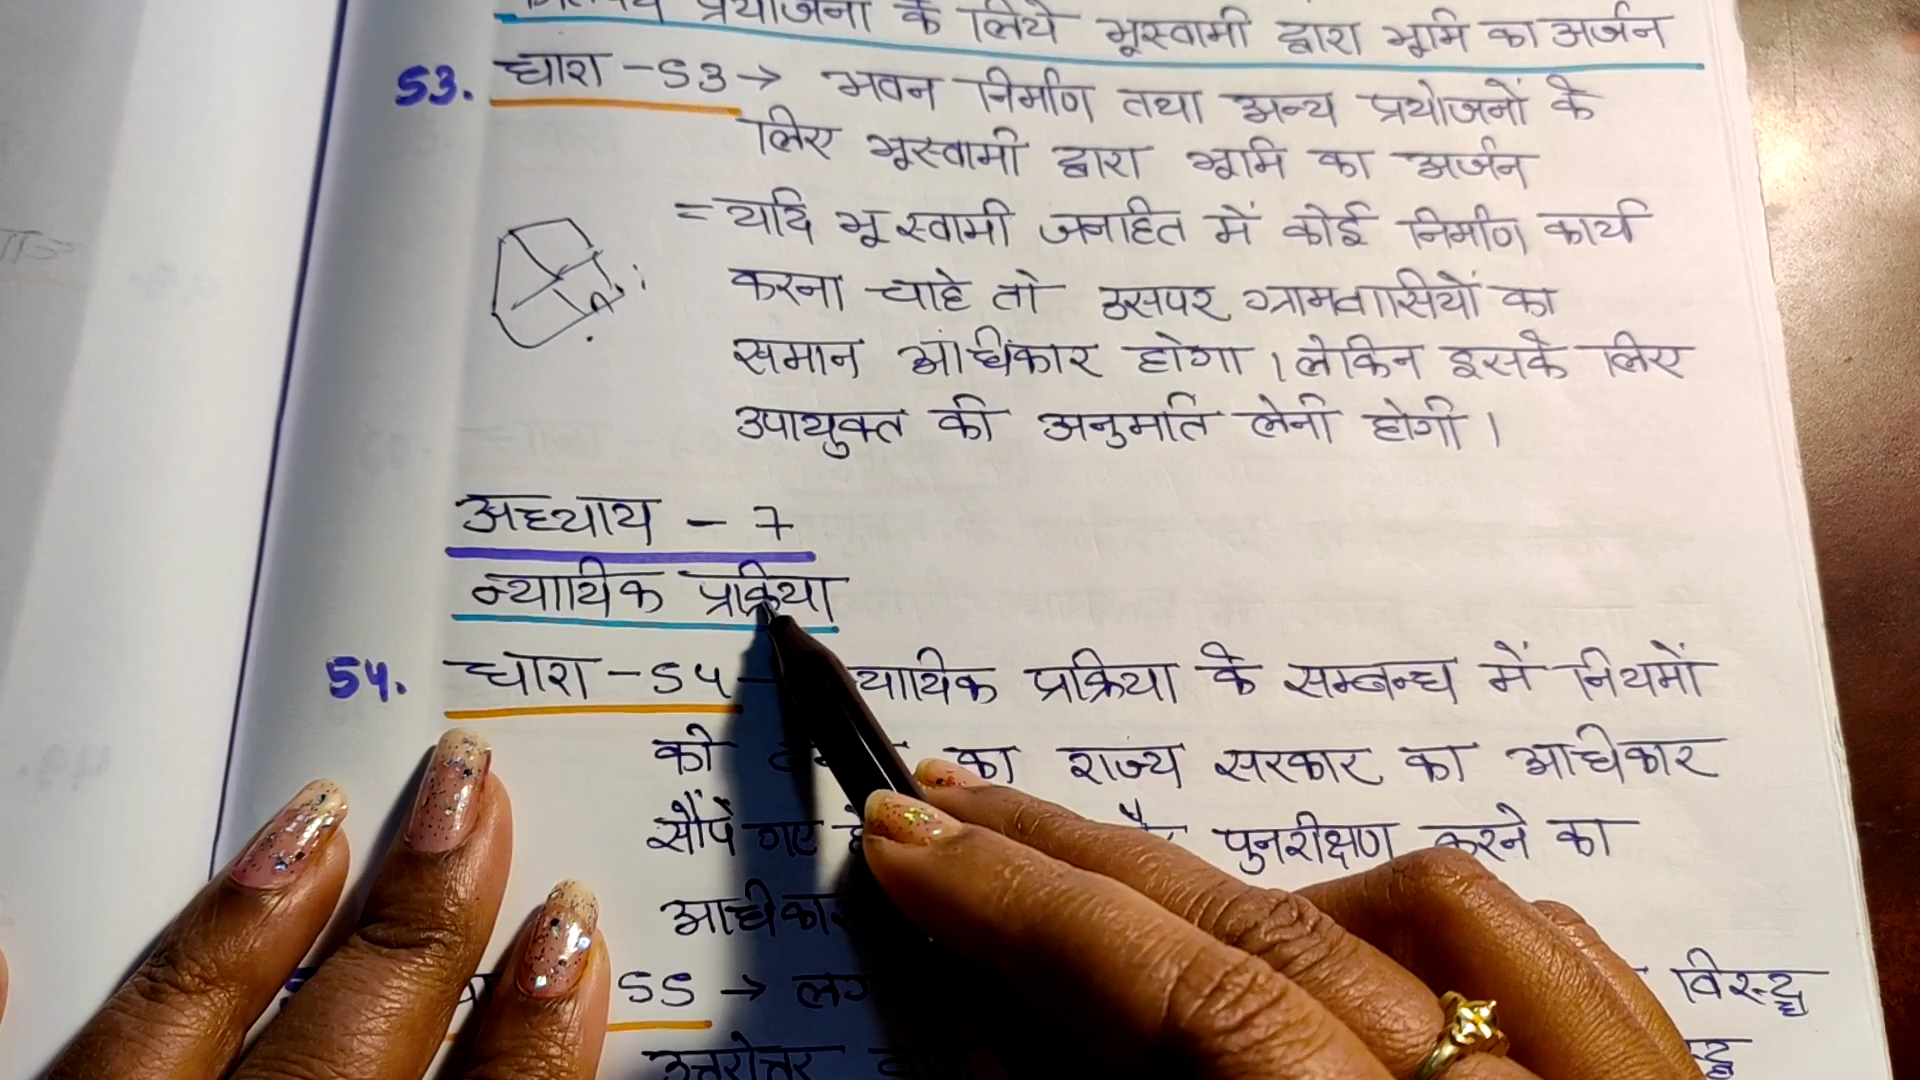 प्रयोजनों के लिये भूस्वामी द्वारा भूमि का अर्जन
53. धारा -53 → भवन निर्माण तथा अन्य प्रयोजनों के
लिए भूस्वामी द्वारा भूमि का अर्जन
= यदि भू स्वामी जनहित में कोई निर्माण कार्य
करना चाहे तो उसपर ग्रामवासियों का
समान अधिकार होगा । लेकिन इसके लिए
उपायुक्त की अनुमति लेनी होगी ।
अध्याय - 7
न्यायिक प्रक्रिया
54. धारा - 54 - न्यायिक प्रक्रिया के सम्बन्ध में नियमों
को का राज्य सरकार का अधिकार
सौंपे गए पुनरीक्षण करने का
अधिकार
55 → विरुद्ध
उत्तरोत्तर